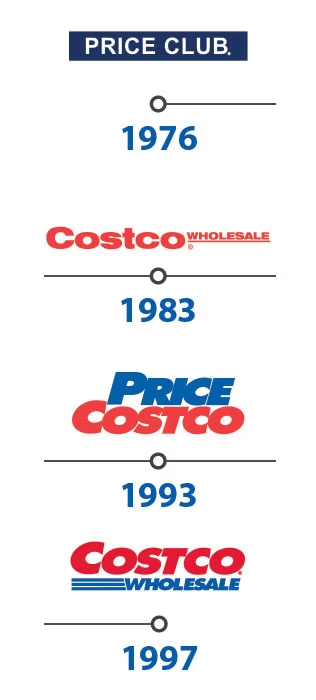 PRICE CLUB.
1976
Costco WHOLESALE ®
1983
PRICE
COSTCO
1993
COSTCO
WHOLESALE
1997